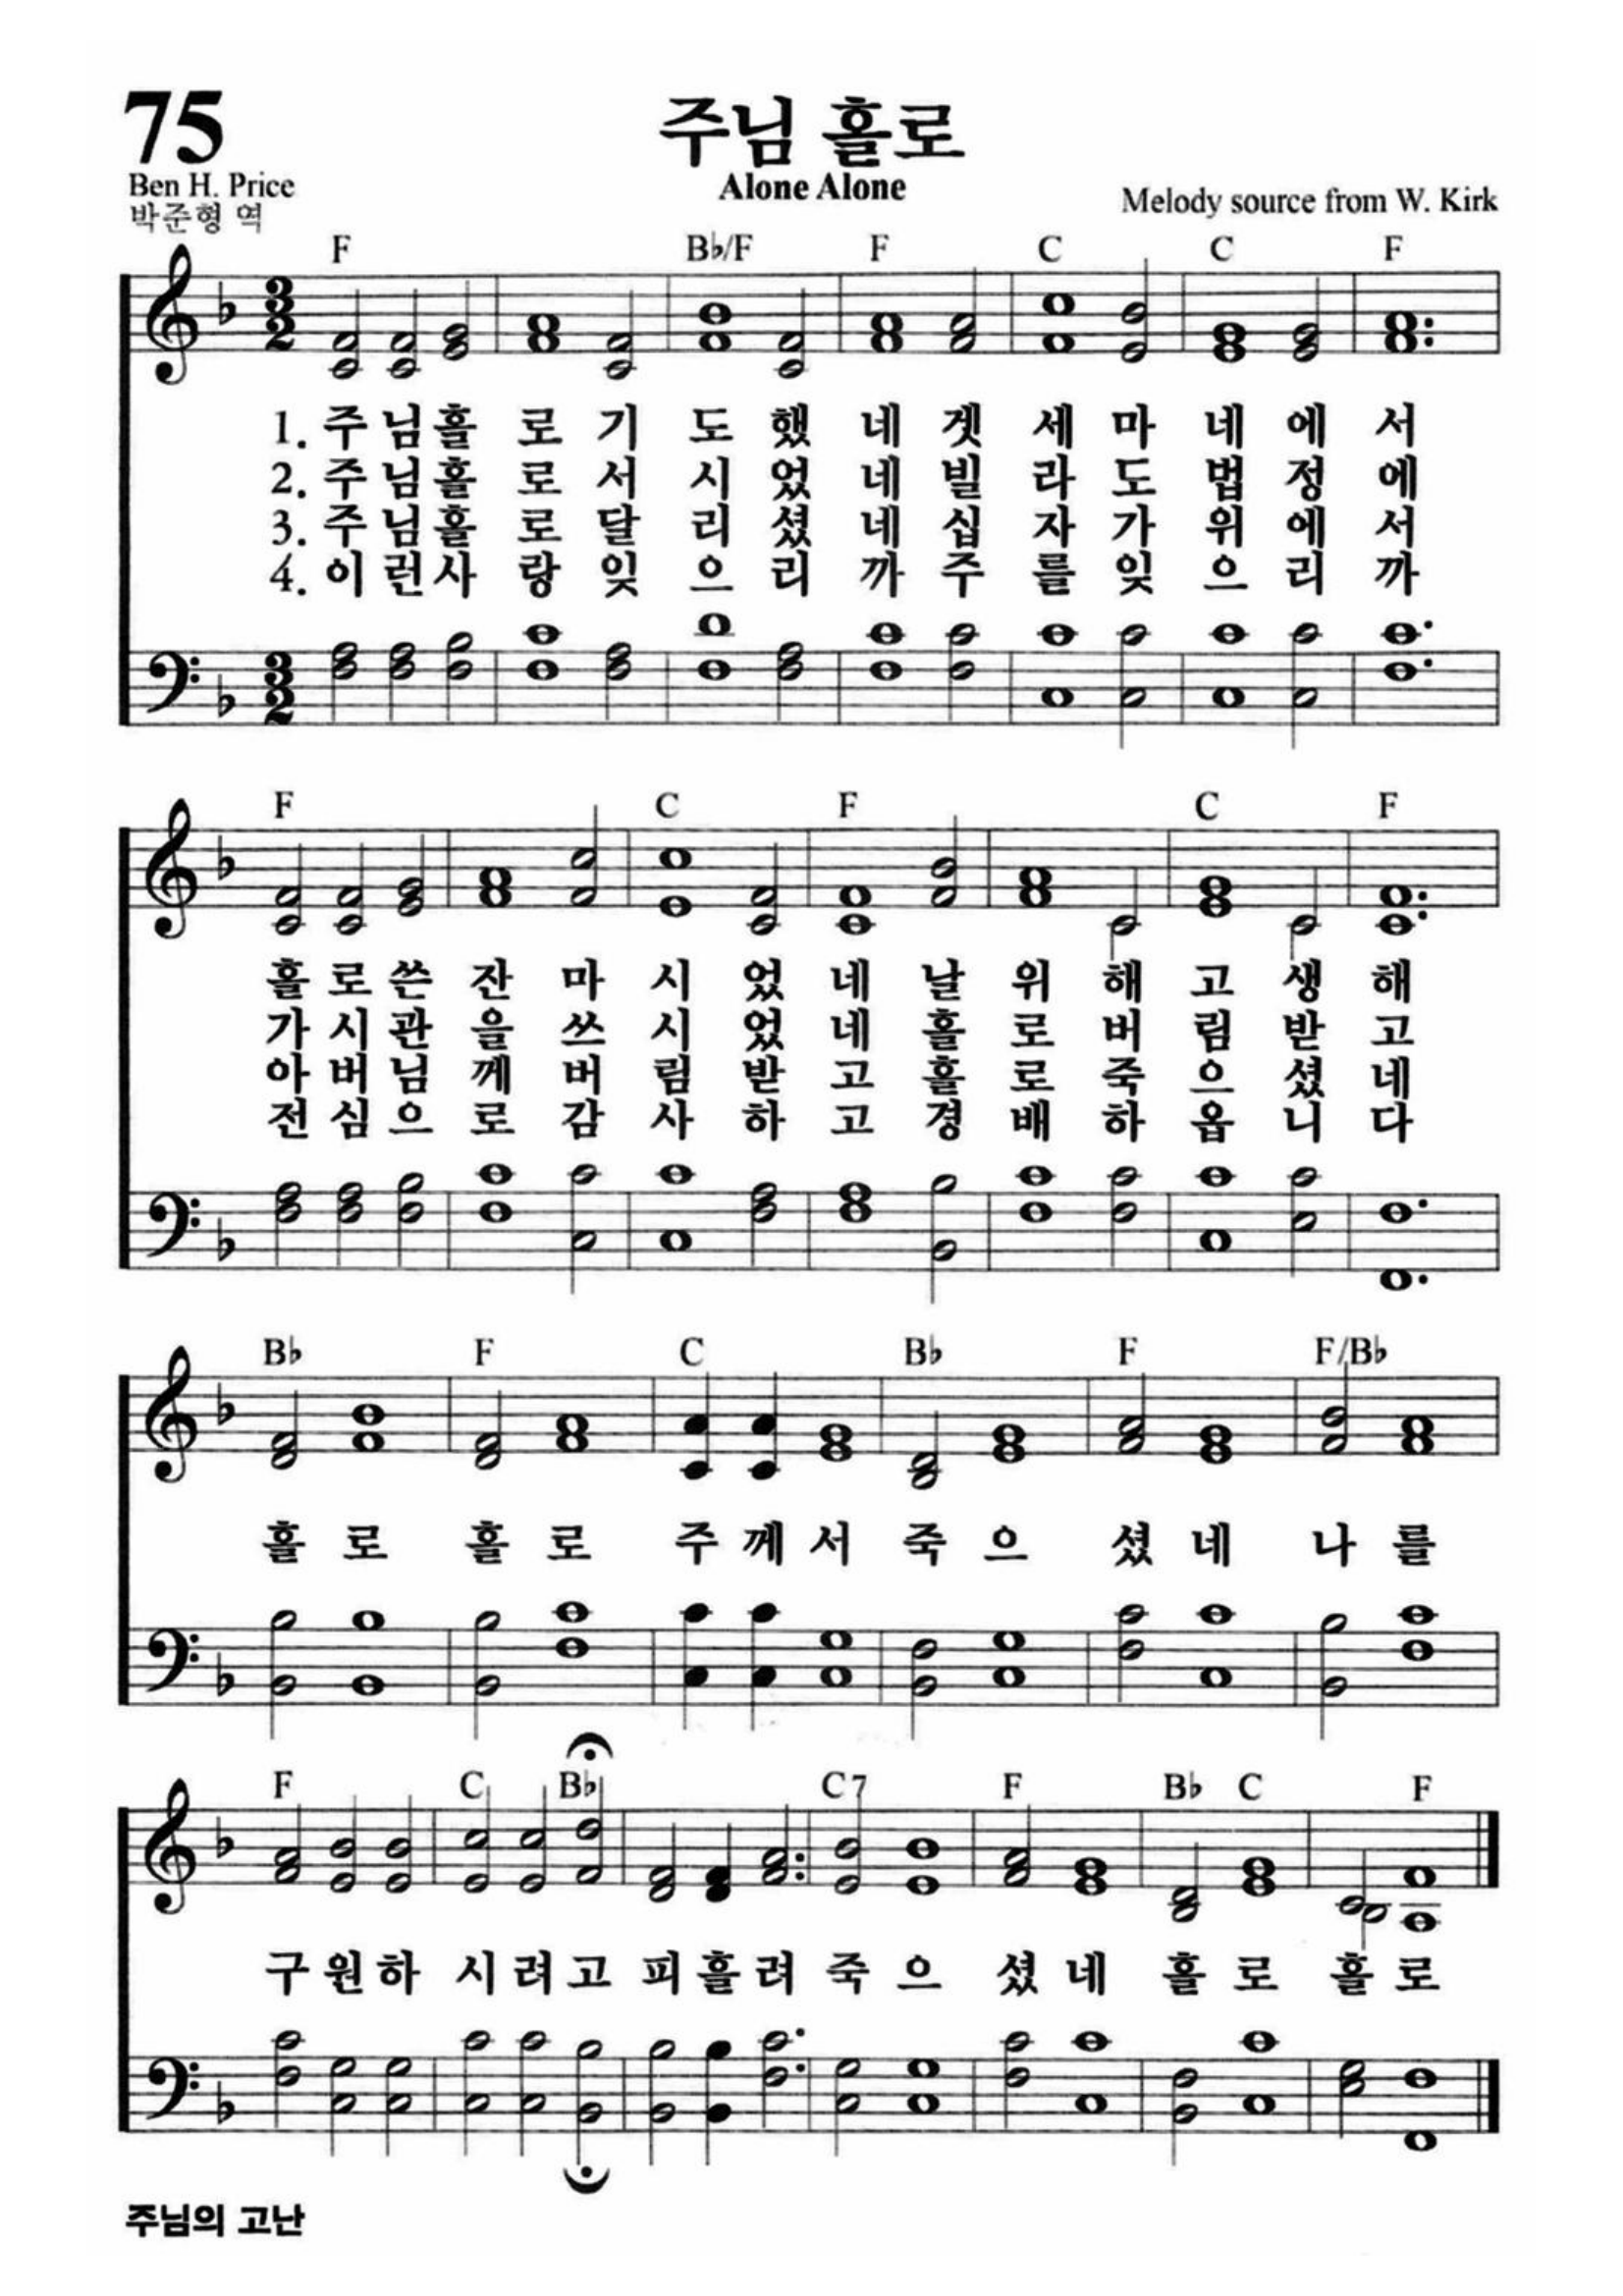 75
주님 홀로
Alone Alone
Ben H. Price
박준형 역
Melody source from W. Kirk
F B♭/F F C C F
1. 주 님 홀 로 기 도 했 네 겟 세 마 네 에 서
2. 주 님 홀 로 서 시 었 네 빌 라 도 법 정 에
3. 주 님 홀 로 달 리 셨 네 십 자 가 위 에 서
4. 이 런 사 랑 잊 으 리 까 주 를 잊 으 리 까
F C F C F
홀 로 쓴 잔 마 시 었 네 날 위 해 고 생 해
가 시 관 을 쓰 시 었 네 홀 로 버 림 받 고
아 버 님 께 버 림 받 고 홀 로 죽 으 셨 네
전 심 으 로 감 사 하 고 경 배 하 옵 니 다
B♭ F C B♭ F F/B♭
홀 로 홀 로 주 께 서 죽 으 셨 네 나 를
F C B♭ C7 F B♭ C F
구 원 하 시 려 고 피 흘 려 죽 으 셨 네 홀 로 홀 로
주님의 고난